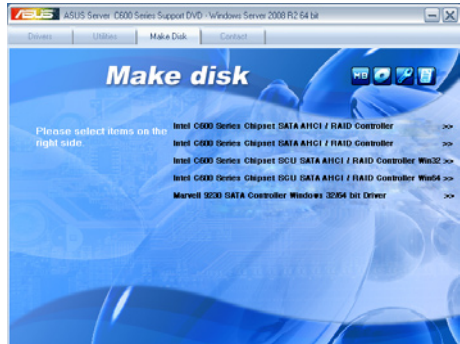 ASUS
ASUS Server C600 Series Support DVD - Windows Server 2008 R2 64 bit
Drivers
Utilities
Make Disk
Contact
Make disk
HD
Please select items on the
right side.
Intel C600 Series Chipset SATA AHCI / RAID Controller >>
Intel C600 Series Chipset SATA AHCI / RAID Controller >>
Intel C600 Series Chipset SCU SATA AHCI / RAID Controller Win32 >>
Intel C600 Series Chipset SCU SATA AHCI / RAID Controller Win64 >>
Marvell 9230 SATA Controller Windows 32/64 bit Driver >>